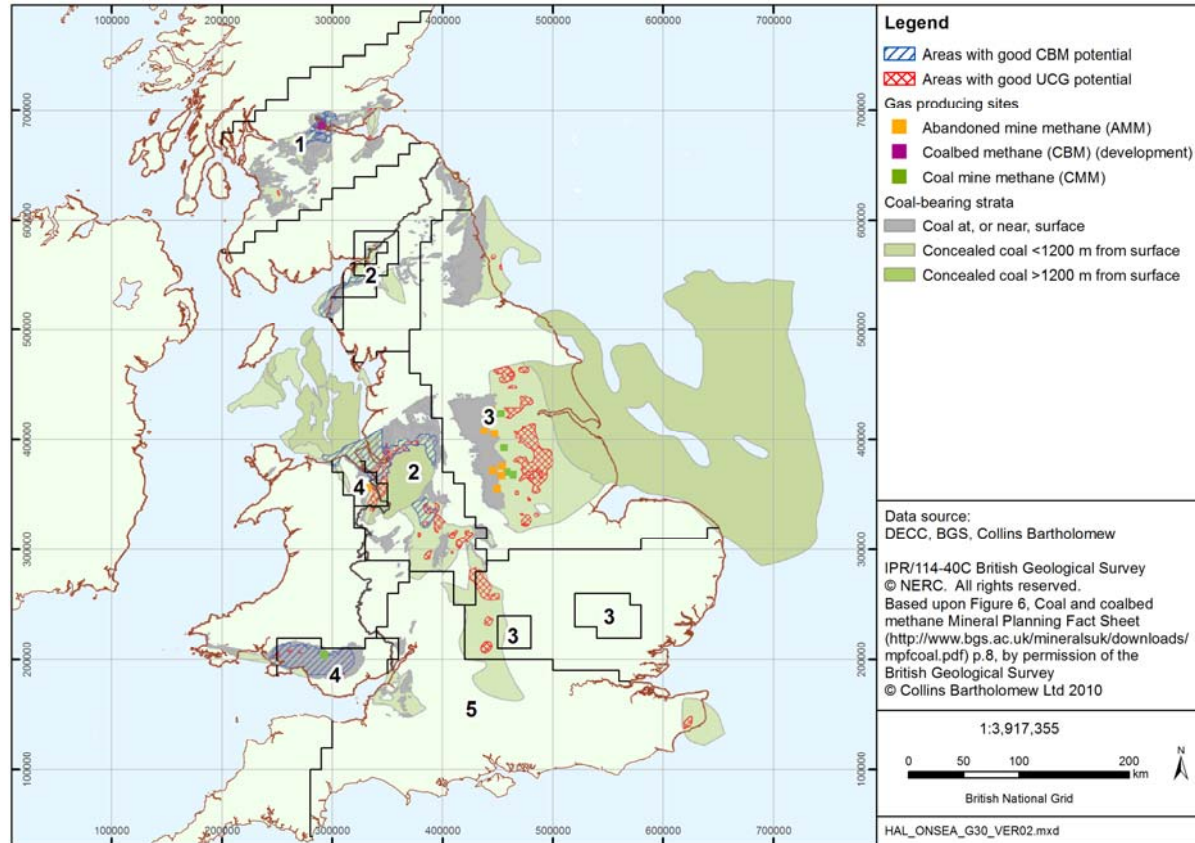 100000
200000
300000
400000
500000
600000
700000
700000
700000
1
600000
600000
2
500000
500000
400000
400000
3
2
4
300000
300000
3
3
200000
200000
4
5
100000
100000
100000
200000
300000
400000
500000
600000
700000
Legend
Areas with good CBM potential
Areas with good UCG potential
Gas producing sites
Abandoned mine methane (AMM)
Coalbed methane (CBM) (development)
Coal mine methane (CMM)
Coal-bearing strata
Coal at, or near, surface
Concealed coal <1200 m from surface
Concealed coal >1200 m from surface
Data source:
DECC, BGS, Collins Bartholomew
IPR/114-40C British Geological Survey
© NERC. All rights reserved.
Based upon Figure 6, Coal and coalbed
methane Mineral Planning Fact Sheet
(http://www.bgs.ac.uk/mineralsuk/downloads/
mpfcoal.pdf) p.8, by permission of the
British Geological Survey
© Collins Bartholomew Ltd 2010
1:3,917,355
N
0 50 100 200
km
British National Grid
HAL_ONSEA_G30_VER02.mxd